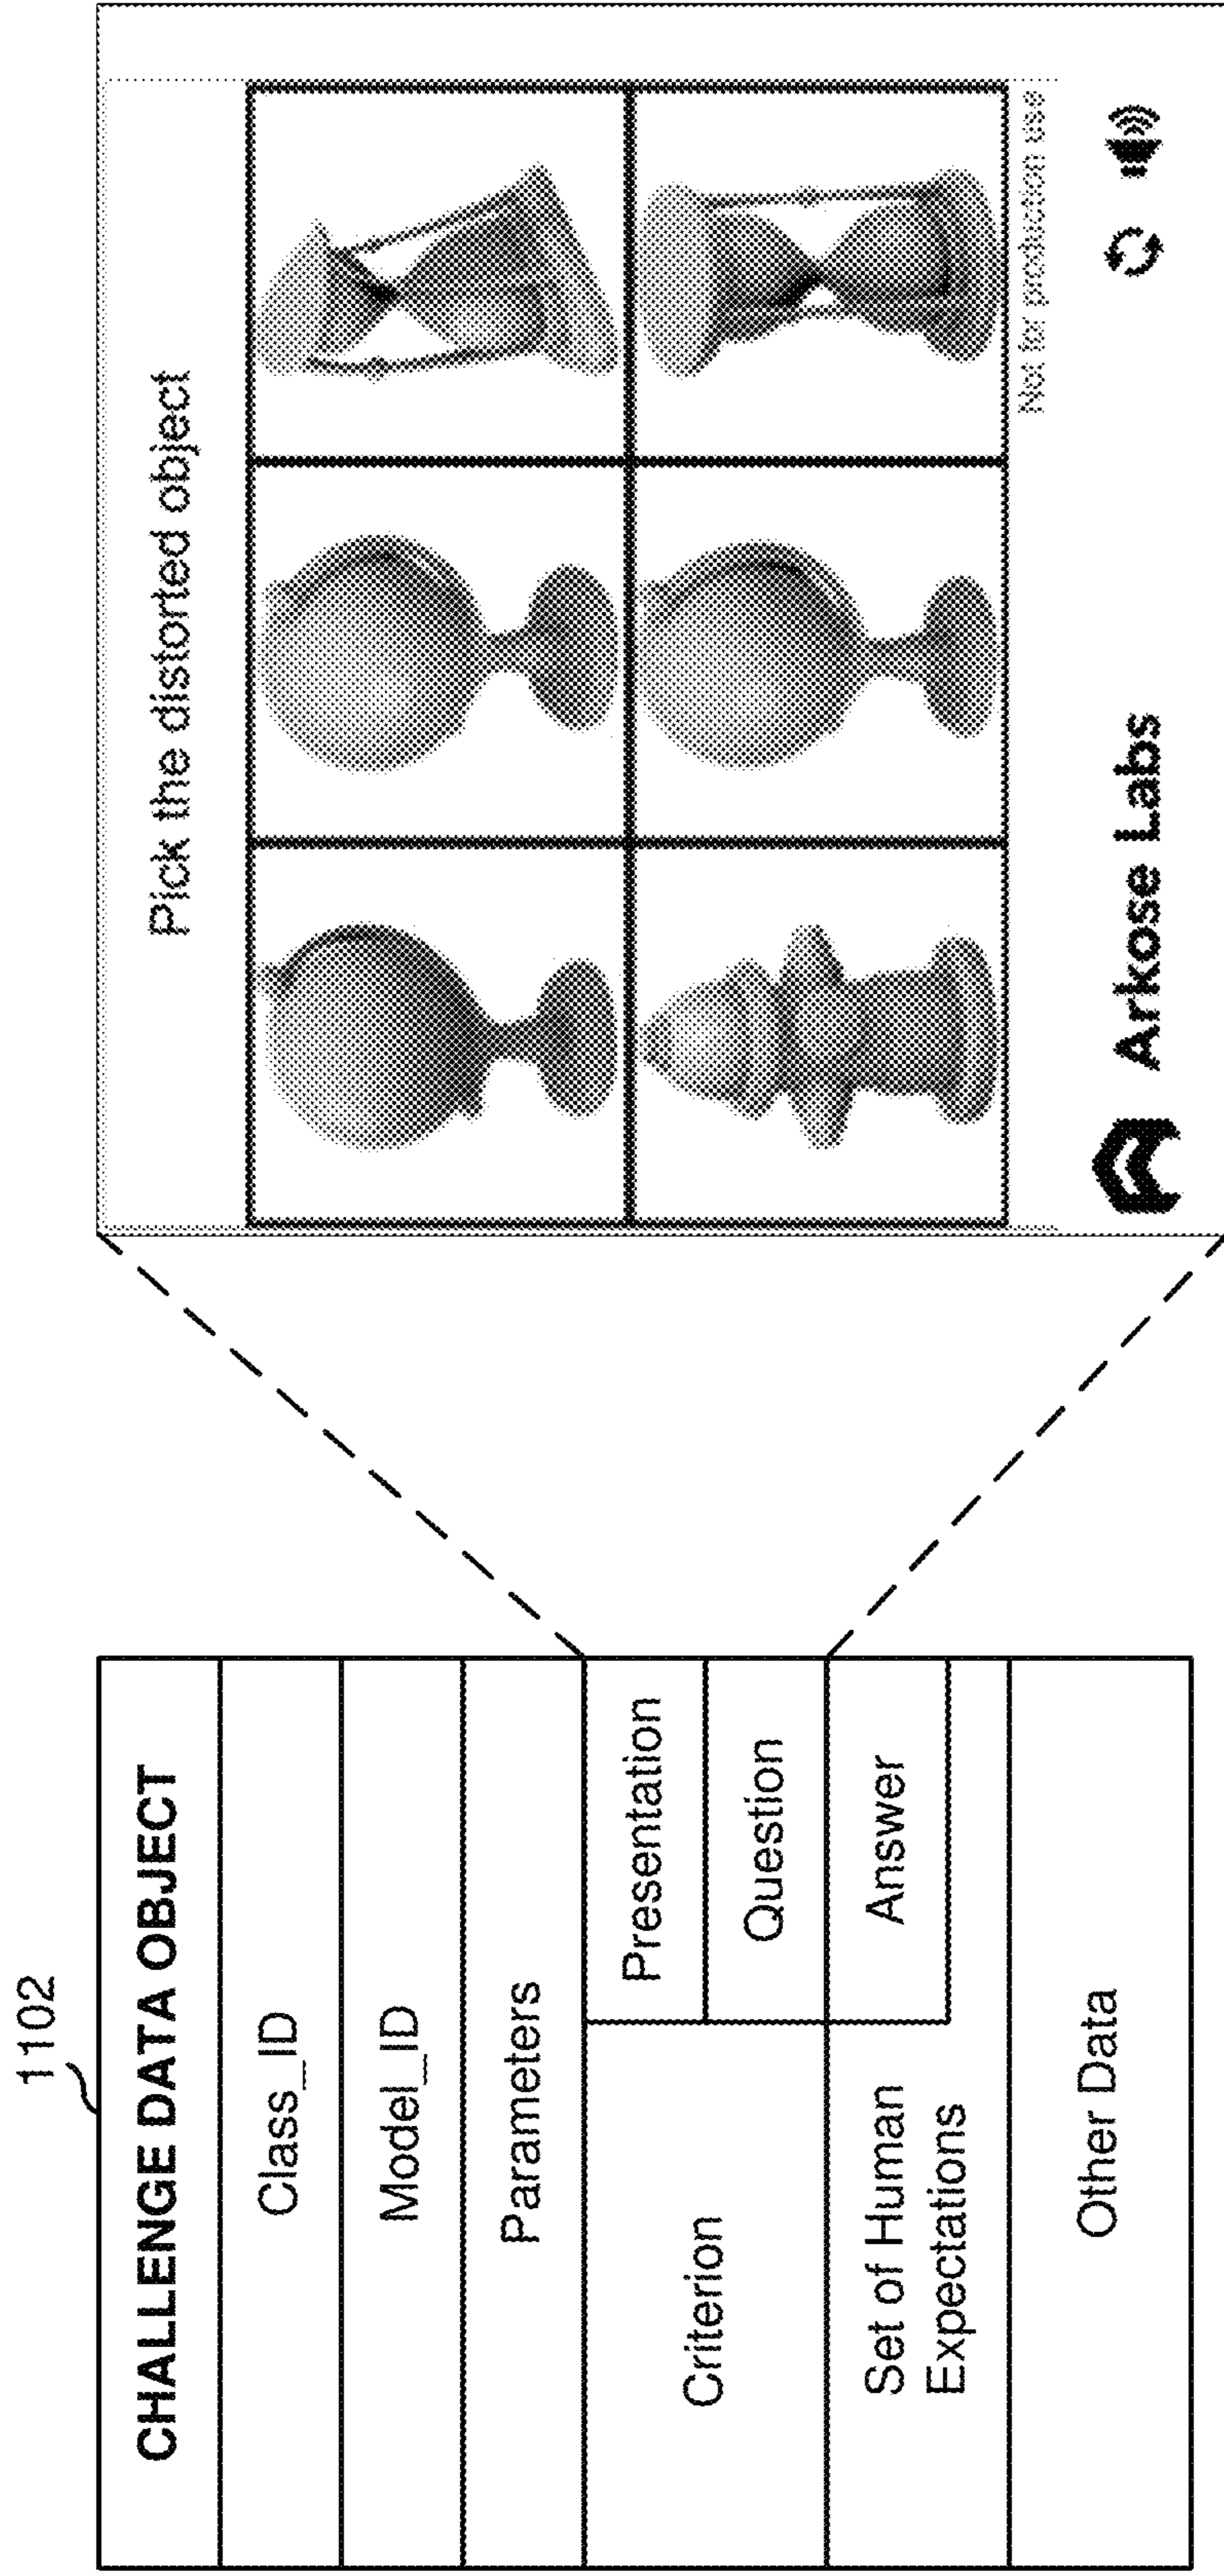 1102
CHALLENGE DATA OBJECT
Class_ID
Model_ID
Parameters
Criterion
Presentation
Question
Set of Human
Expectations
Answer
Other Data
Pick the distorted object
Not for production use
Arkose Labs